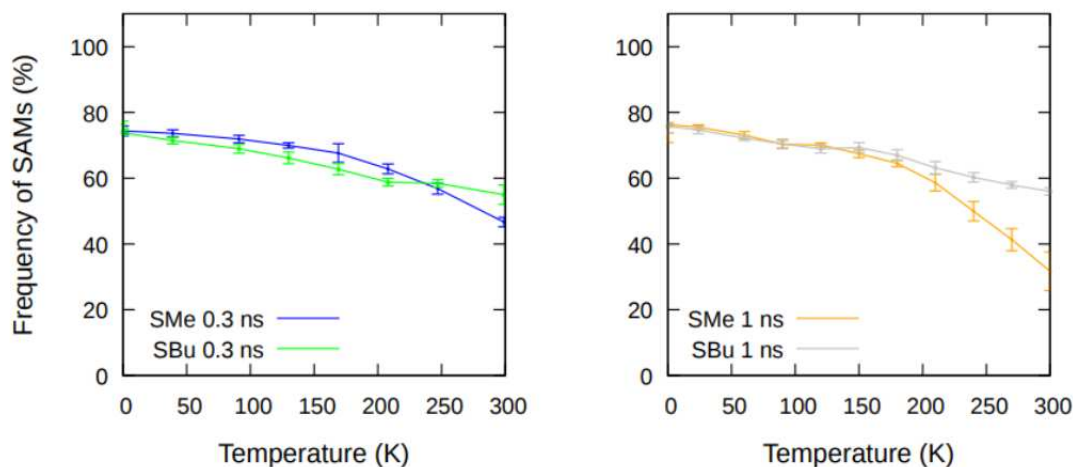 Frequency of SAMs (%)
100
80
60
40
20
0
SMe 0.3 ns
SBu 0.3 ns
0 50 100 150 200 250 300
Temperature (K)
100
80
60
40
20
0
SMe 1 ns
SBu 1 ns
0 50 100 150 200 250 300
Temperature (K)